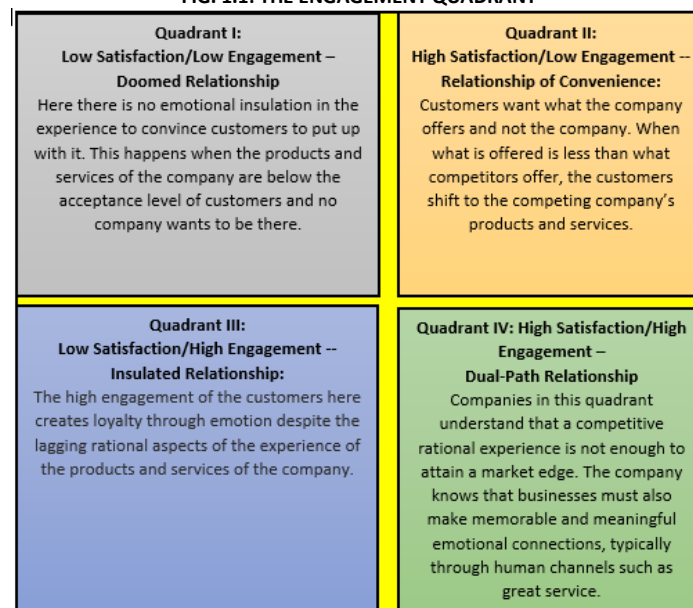 FIG. 1.1: THE ENGAGEMENT QUADRANT
Quadrant I:
Low Satisfaction/Low Engagement –
Doomed Relationship
Here there is no emotional insulation in the
experience to convince customers to put up
with it. This happens when the products and
services of the company are below the
acceptance level of customers and no
company wants to be there.
Quadrant II:
High Satisfaction/Low Engagement --
Relationship of Convenience:
Customers want what the company
offers and not the company. When
what is offered is less than what
competitors offer, the customers
shift to the competing company's
products and services.
Quadrant III:
Low Satisfaction/High Engagement --
Insulated Relationship:
The high engagement of the customers here
creates loyalty through emotion despite the
lagging rational aspects of the experience of
the products and services of the company.
Quadrant IV: High Satisfaction/High
Engagement –
Dual-Path Relationship
Companies in this quadrant
understand that a competitive
rational experience is not enough to
attain a market edge. The company
knows that businesses must also
make memorable and meaningful
emotional connections, typically
through human channels such as
great service.